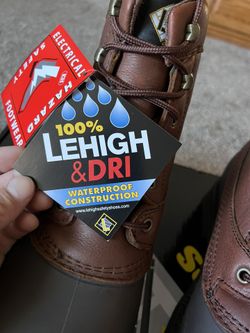 ELECTRICAL
HAZARD
SAFETY
FOOTWEAR
100%
LEHIGH
& DRI
WATERPROOF
CONSTRUCTION
www.lehighsafetyshoes.com